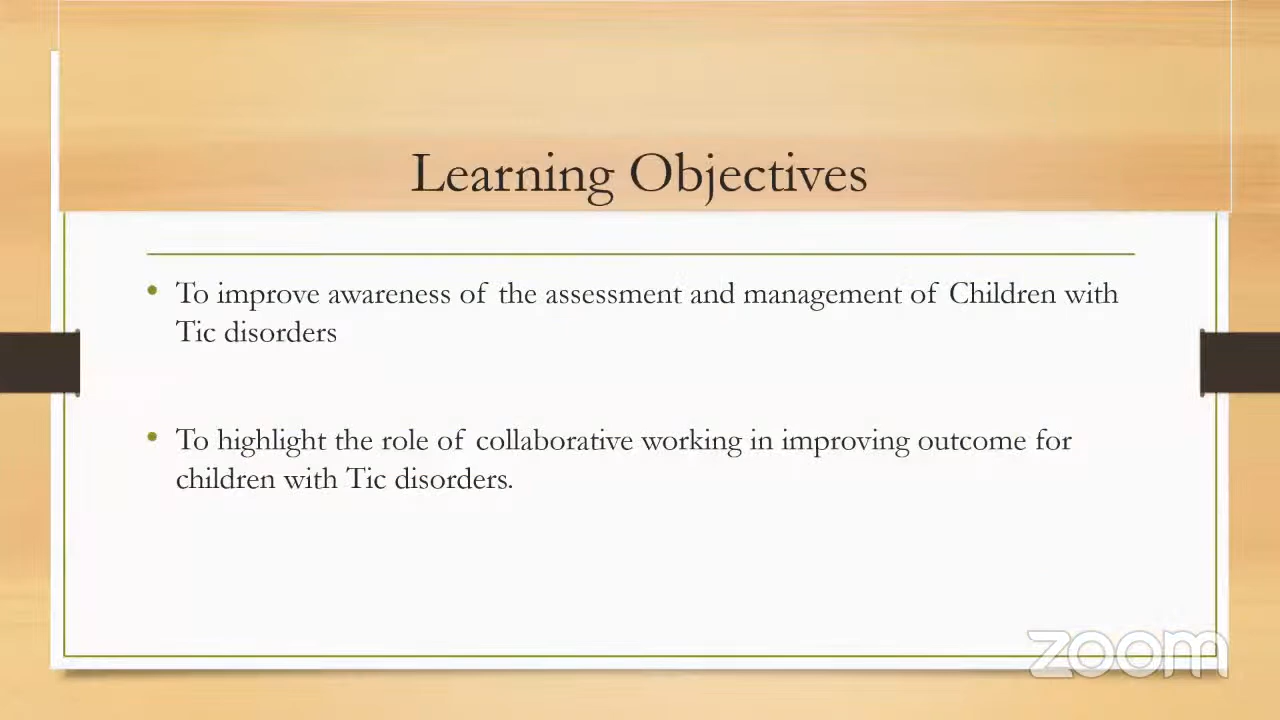 Learning Objectives
• To improve awareness of the assessment and management of Children with
Tic disorders
• To highlight the role of collaborative working in improving outcome for
children with Tic disorders.
zoom